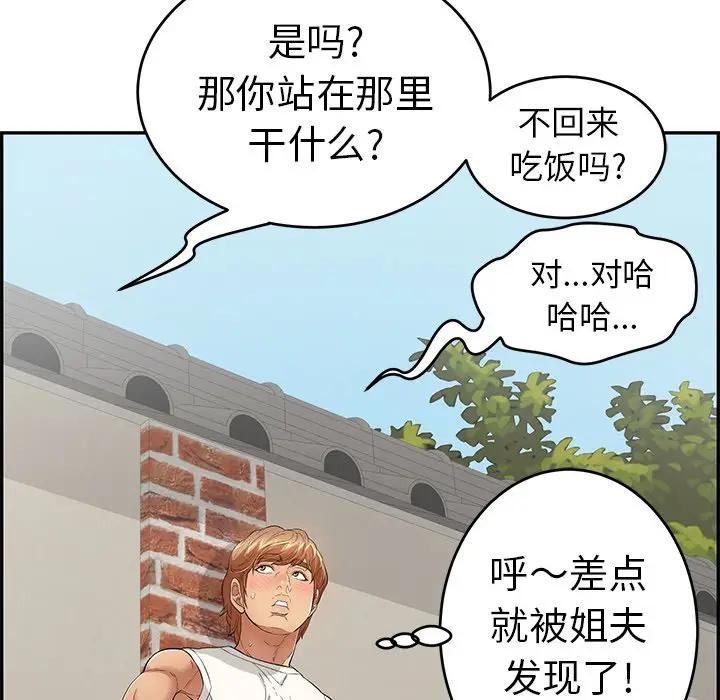 是吗?
那你站在那里
干什么?
不回来
吃饭吗?
对...对哈
哈哈...
呼～差点
就被姐夫
发现了!